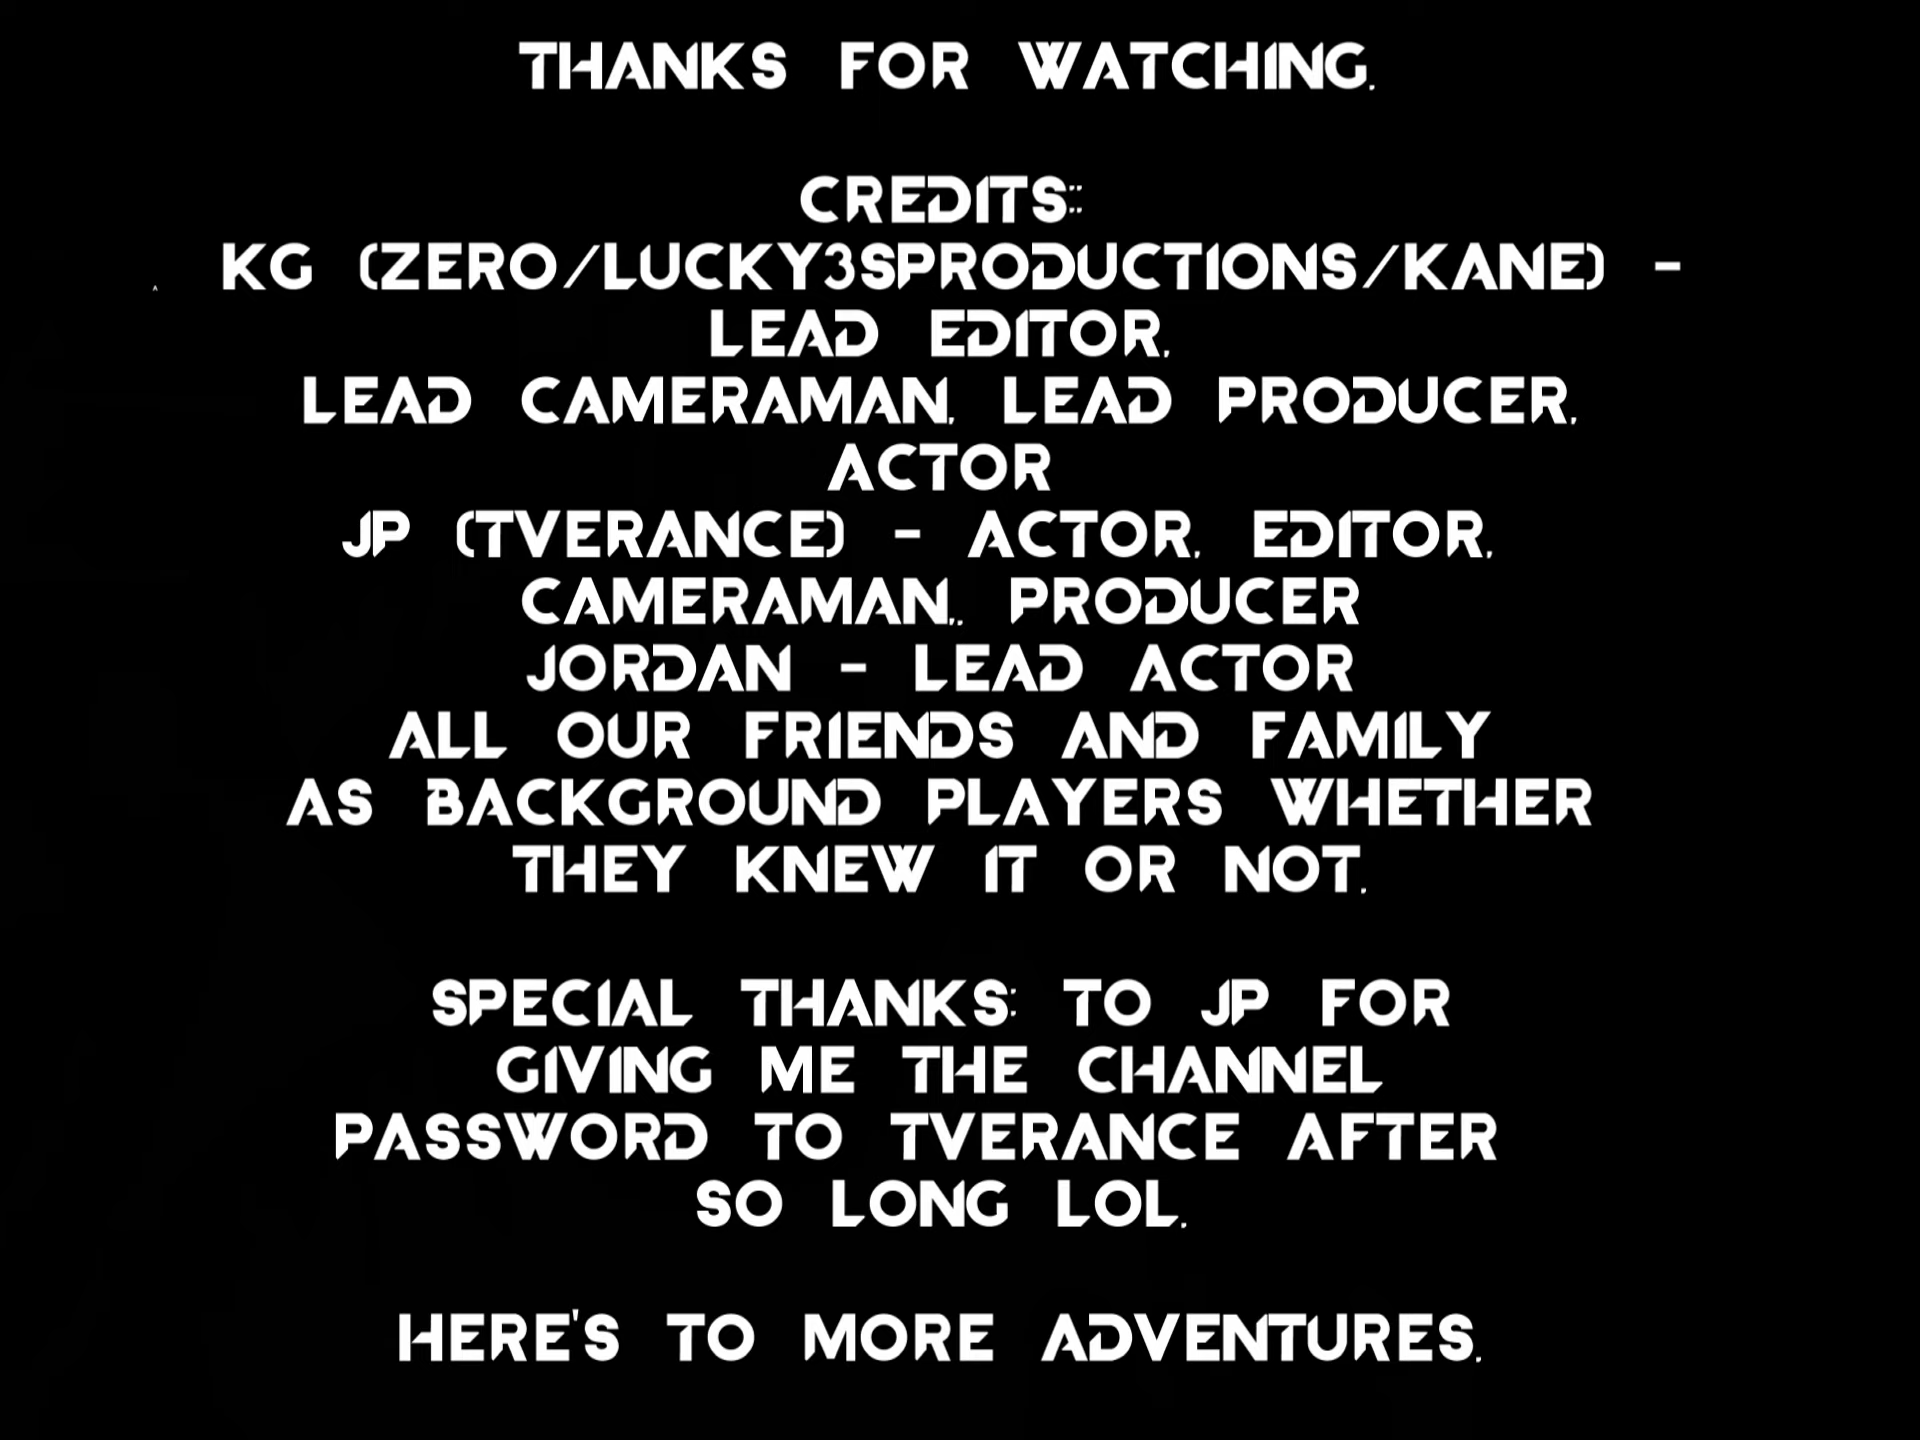 THANKS FOR WATCHING.
CREDITS::
KG (ZERO/LUCKY3SPRODUCTIONS/KANE) -
LEAD EDITOR,
LEAD CAMERAMAN, LEAD PRODUCER,
ACTOR
JP (TVERANCE) - ACTOR, EDITOR,
CAMERAMAN,, PRODUCER
JORDAN - LEAD ACTOR
ALL OUR FRIENDS AND FAMILY
AS BACKGROUND PLAYERS WHETHER
THEY KNEW IT OR NOT.
SPECIAL THANKS: TO JP FOR
GIVING ME THE CHANNEL
PASSWORD TO TVERANCE AFTER
SO LONG LOL.
HERE'S TO MORE ADVENTURES.